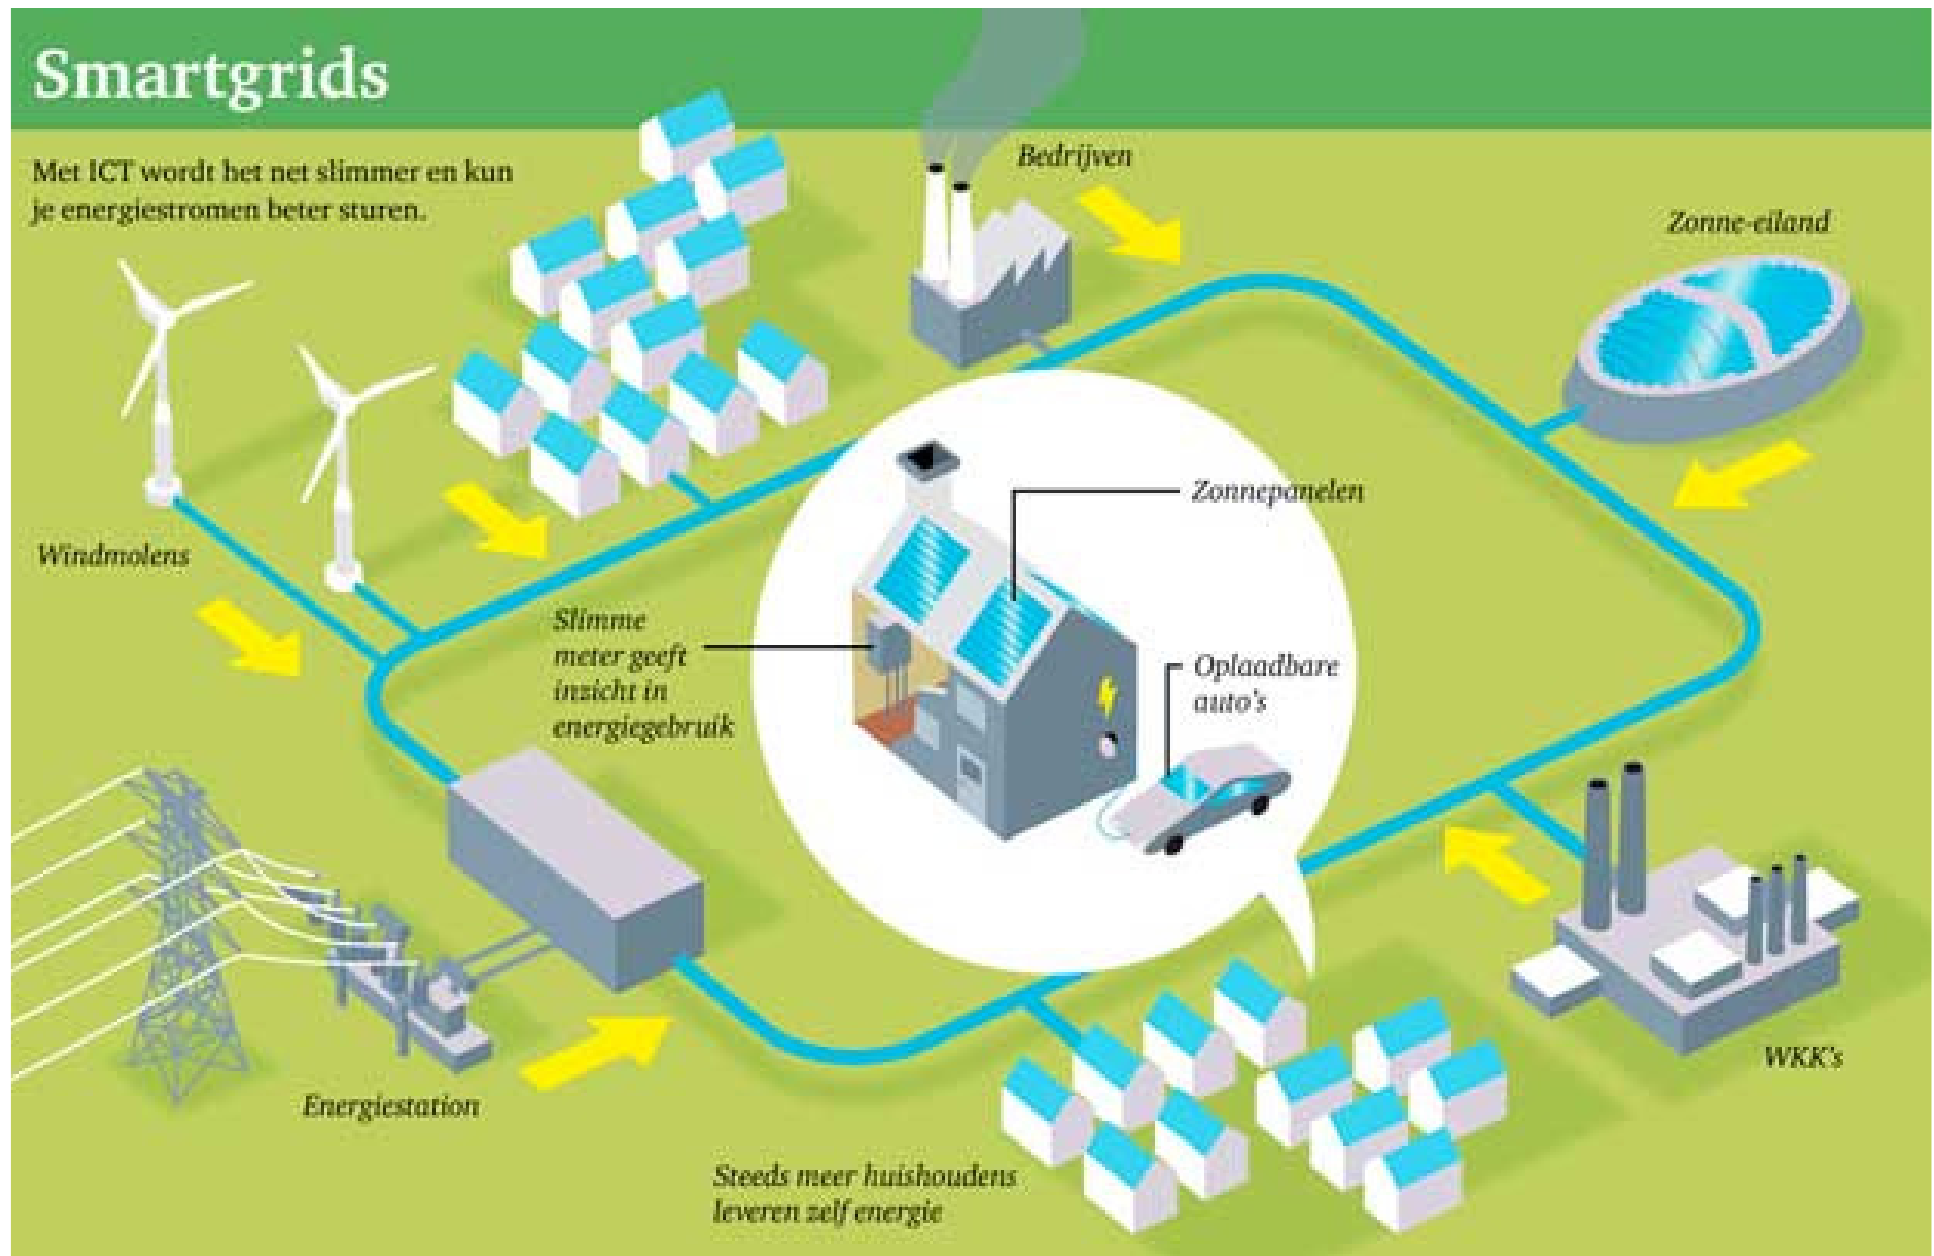 Smartgrids
Met ICT wordt het net slimmer en kun
je energiestromen beter sturen.
Bedrijven
Zonne-eiland
Zonnepanelen
Windmolens
Slimme
meter geeft
inzicht in
energiegebruik
Oplaadbare
auto's
Energiestation
WKK's
Steeds meer huishoudens
leveren zelf energie